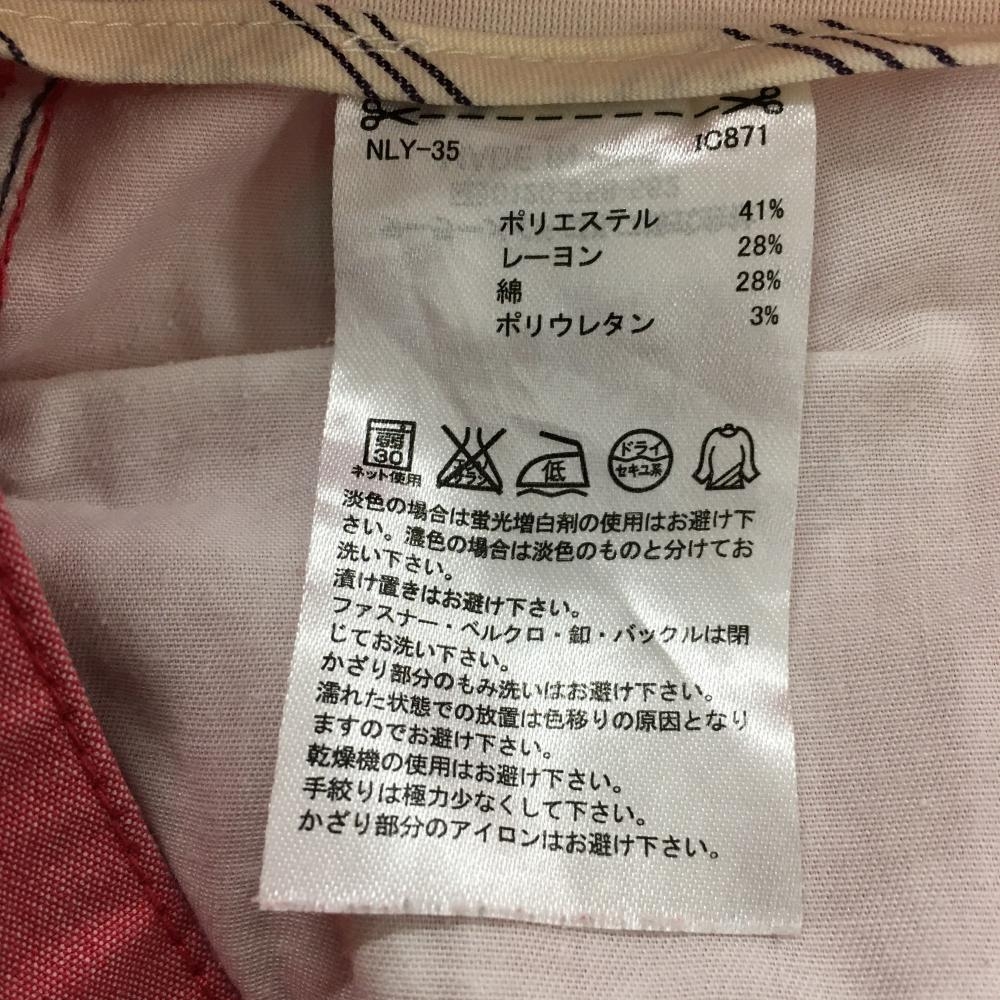 NLY-35 IC871
ポリエステル 41%
レーヨン 28%
綿 28%
ポリウレタン 3%
弱
30
ネット使用
エンソ
サラシ
低
ドライ
セキユ系
淡色の場合は蛍光増白剤の使用はお避け下
さい。濃色の場合は淡色のものと分けてお
洗い下さい。
漬け置きはお避け下さい。
ファスナー・ベルクロ・釦・バックルは閉
じてお洗い下さい。
かざり部分のもみ洗いはお避け下さい。
濡れた状態での放置は色移りの原因となり
ますのでお避け下さい。
乾燥機の使用はお避け下さい。
手絞りは極力少なくして下さい。
かざり部分のアイロンはお避け下さい。